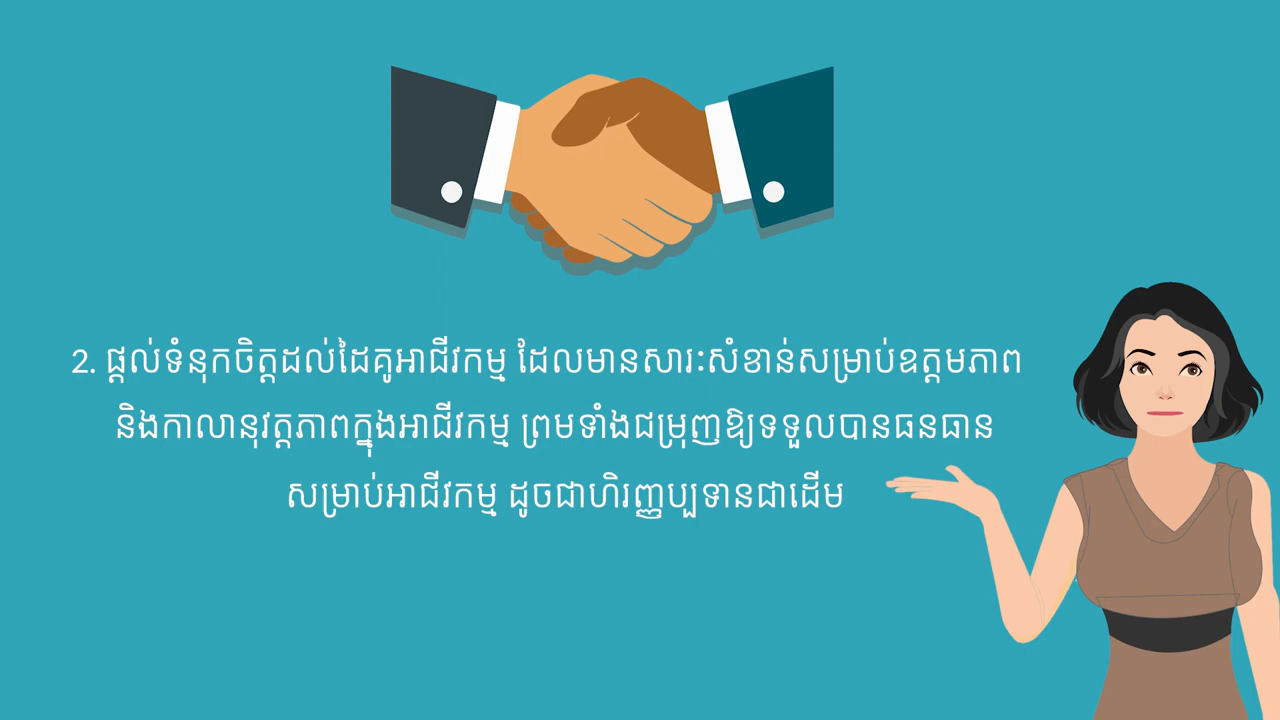 2. ផ្តល់ទំនុកចិត្តដល់ដៃគូអាជីវកម្ម ដែលមានសារៈសំខាន់សម្រាប់ឧត្តមភាព
និងកាលានុវត្តភាពក្នុងអាជីវកម្ម ព្រមទាំងជម្រុញឱ្យទទួលបានធនធាន
សម្រាប់អាជីវកម្ម ដូចជាហិរញ្ញប្បទានជាដើម